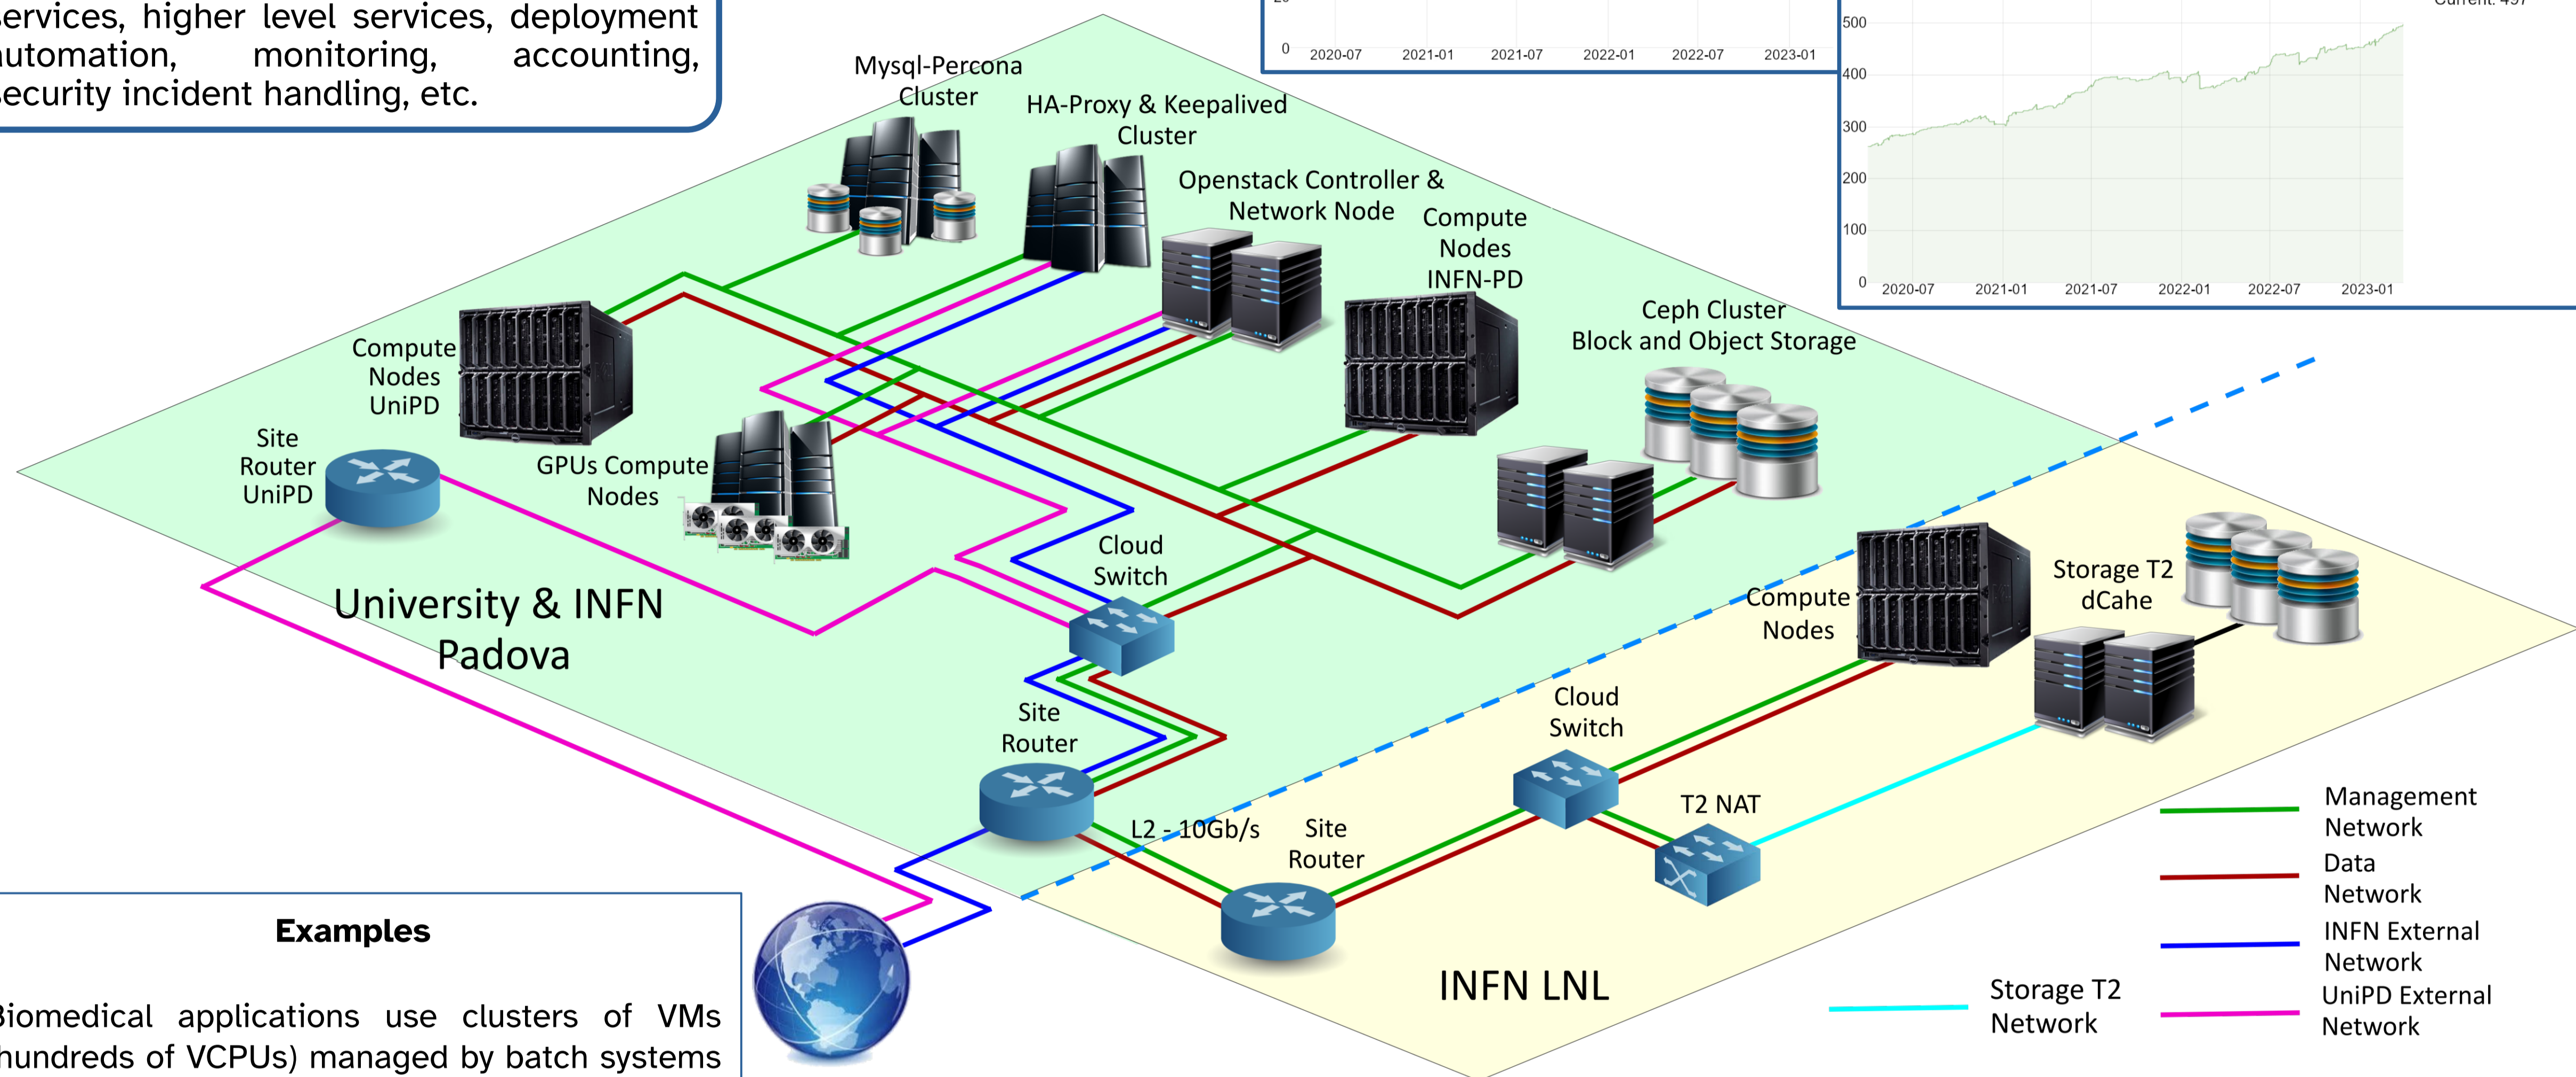 services, higher level services, deployment
automation, monitoring, accounting,
security incident handling, etc.
0
2020-07 2021-01 2021-07 2022-01 2022-07 2023-01
500
400
300
200
100
0
2020-07 2021-01 2021-07 2022-01 2022-07 2023-01
Mysql-Percona
Cluster
HA-Proxy & Keepalived
Cluster
Openstack Controller &
Network Node
Compute
Nodes
INFN-PD
Ceph Cluster
Block and Object Storage
Compute
Nodes
UniPD
Site
Router
UniPD
GPUs Compute
Nodes
University & INFN
Padova
Cloud
Switch
Site
Router
L2 - 10Gb/s
Site
Router
Cloud
Switch
T2 NAT
Compute
Nodes
Storage T2
dCahe
INFN LNL
Management
Network
Data
Network
INFN External
Network
UniPD External
Network
Storage T2
Network
Examples
Biomedical applications use clusters of VMs
hundreds of VCPUs) managed by batch systems